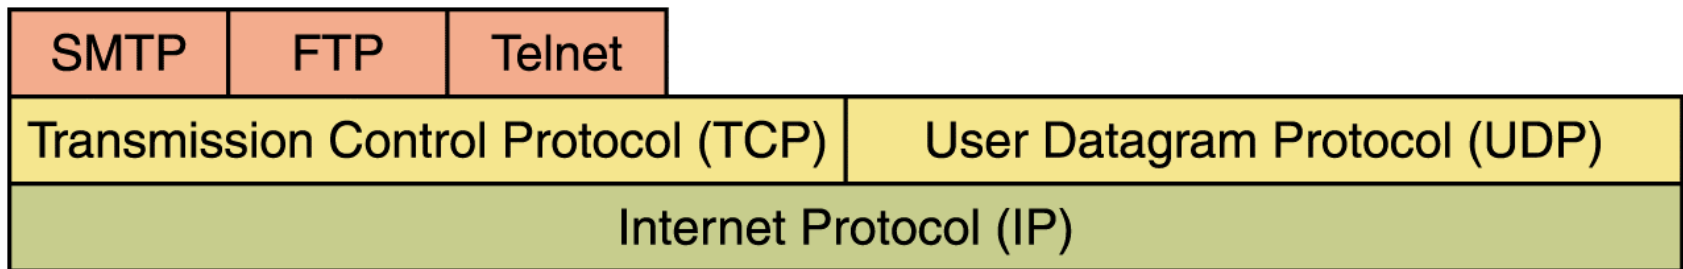 SMTP FTP Telnet
Transmission Control Protocol (TCP) User Datagram Protocol (UDP)
Internet Protocol (IP)